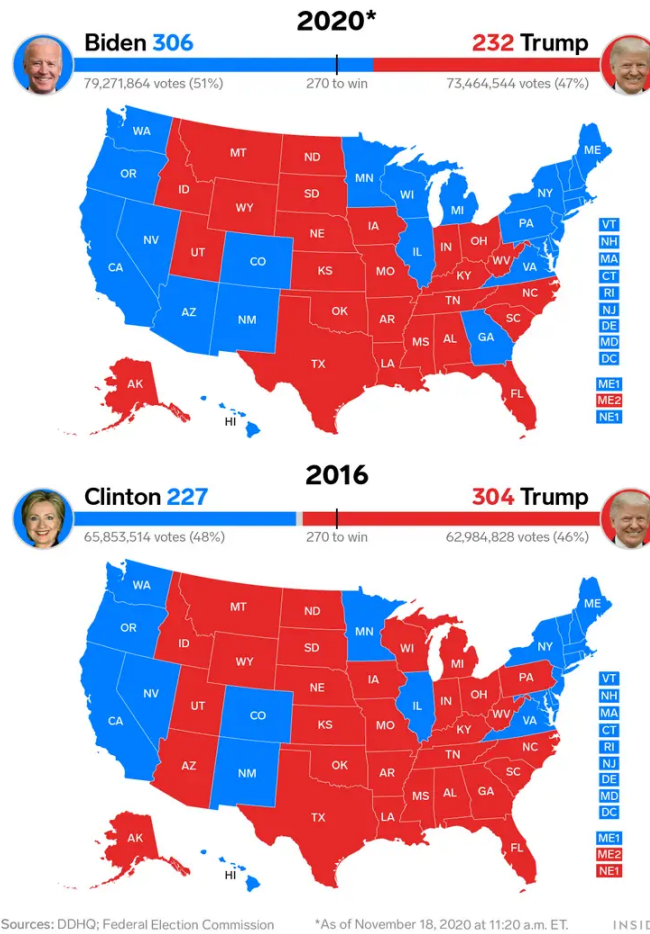 2020*
Biden 306
232 Trump
79,271,864 votes (51%)
270 to win
73,464,544 votes (47%)
WA
MT
ND
ME
OR
MN
ID
SD
WI
NY
WY
MI
IA
PA
NE
NV
UT
OH
IN
IL
CO
WV
VA
CA
KS
MO
KY
NC
TN
OK
AZ
NM
AR
SC
MS
AL
GA
TX
LA
AK
FL
HI
VT
NH
MA
CT
RI
NJ
DE
MD
DC
ME1
ME2
NE1
2016
Clinton 227
304 Trump
65,853,514 votes (48%)
270 to win
62,984,828 votes (46%)
WA
MT
ND
ME
OR
MN
ID
SD
WI
NY
WY
MI
IA
PA
NE
NV
UT
OH
IN
IL
CO
WV
VA
CA
KS
MO
KY
NC
TN
OK
AZ
NM
AR
SC
MS
AL
GA
TX
LA
AK
FL
HI
VT
NH
MA
CT
RI
NJ
DE
MD
DC
ME1
ME2
NE1
Sources: DDHQ; Federal Election Commission
*As of November 18, 2020 at 11:20 a.m. ET.